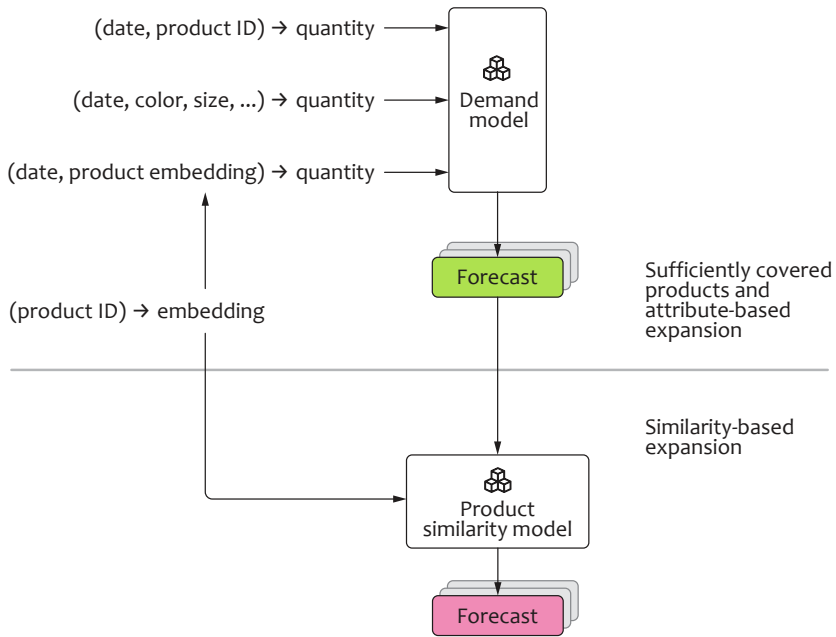 (date, product ID) → quantity
(date, color, size, ...) → quantity
Demand
model
(date, product embedding) → quantity
Forecast
Sufficiently covered
products and
attribute-based
expansion
(product ID) → embedding
Similarity-based
expansion
Product
similarity model
Forecast